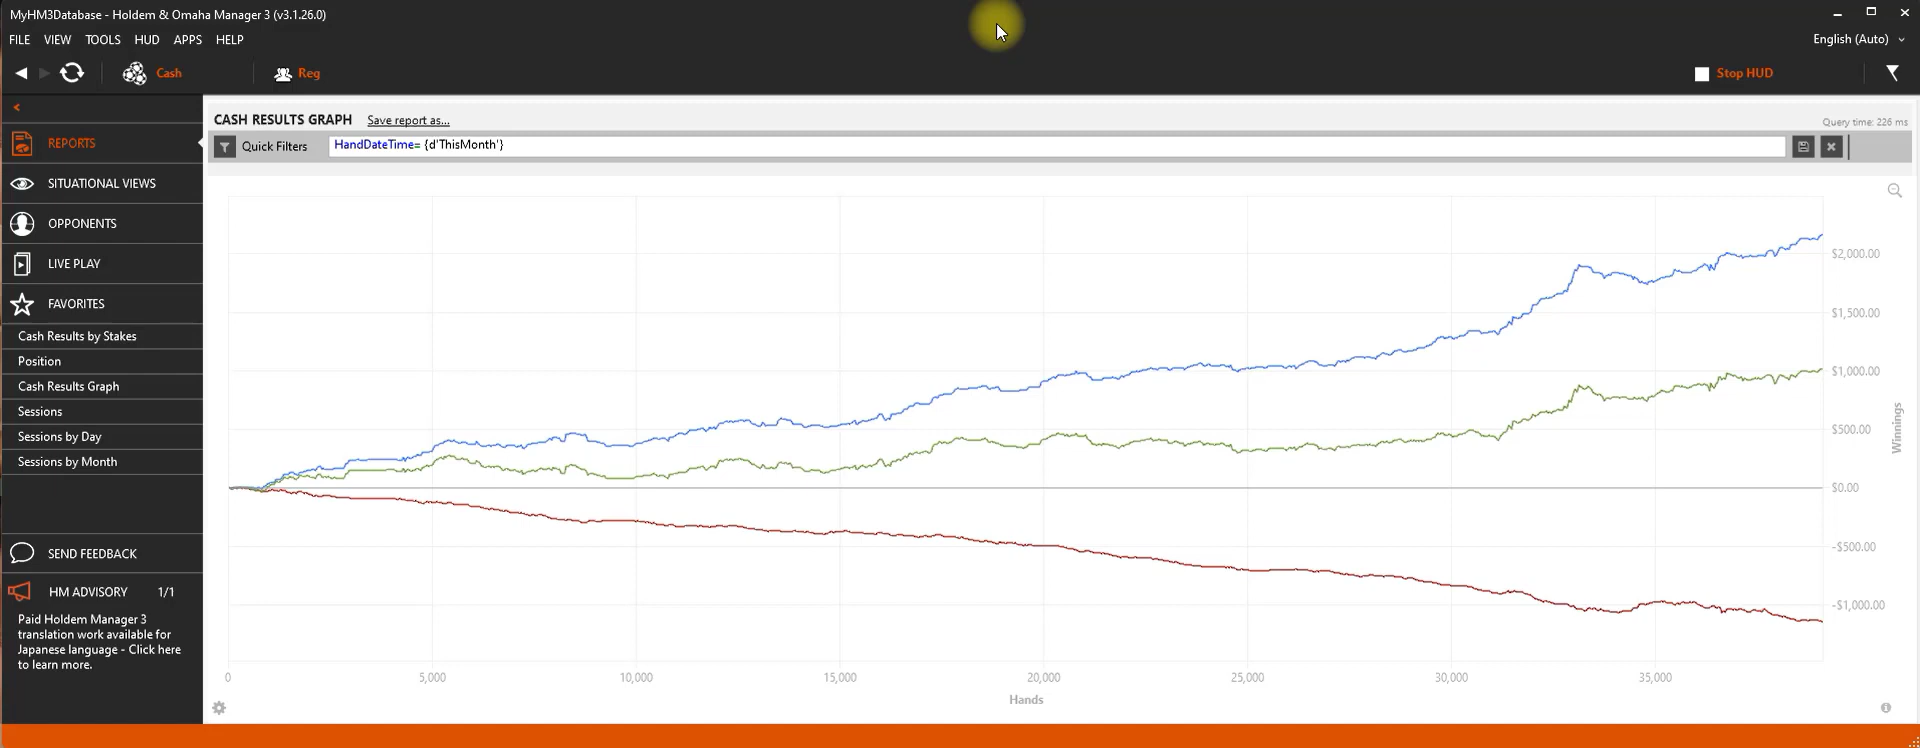 MyHM3Database - Holdem & Omaha Manager 3 (v3.1.26.0)
FILE VIEW TOOLS HUD APPS HELP
English (Auto)
Cash
Reg
Stop HUD
CASH RESULTS GRAPH Save report as...
Query time: 226 ms
Quick Filters HandDateTime= {d'ThisMonth'}
REPORTS
SITUATIONAL VIEWS
OPPONENTS
LIVE PLAY
FAVORITES
Cash Results by Stakes
Position
Cash Results Graph
Sessions
Sessions by Day
Sessions by Month
SEND FEEDBACK
HM ADVISORY 1/1
Paid Holdem Manager 3
translation work available for
Japanese language - Click here
to learn more.
$2,000.00
$1,500.00
$1,000.00
$500.00
$0.00
-$500.00
-$1,000.00
Winnings
0 5,000 10,000 15,000 20,000 25,000 30,000 35,000
Hands